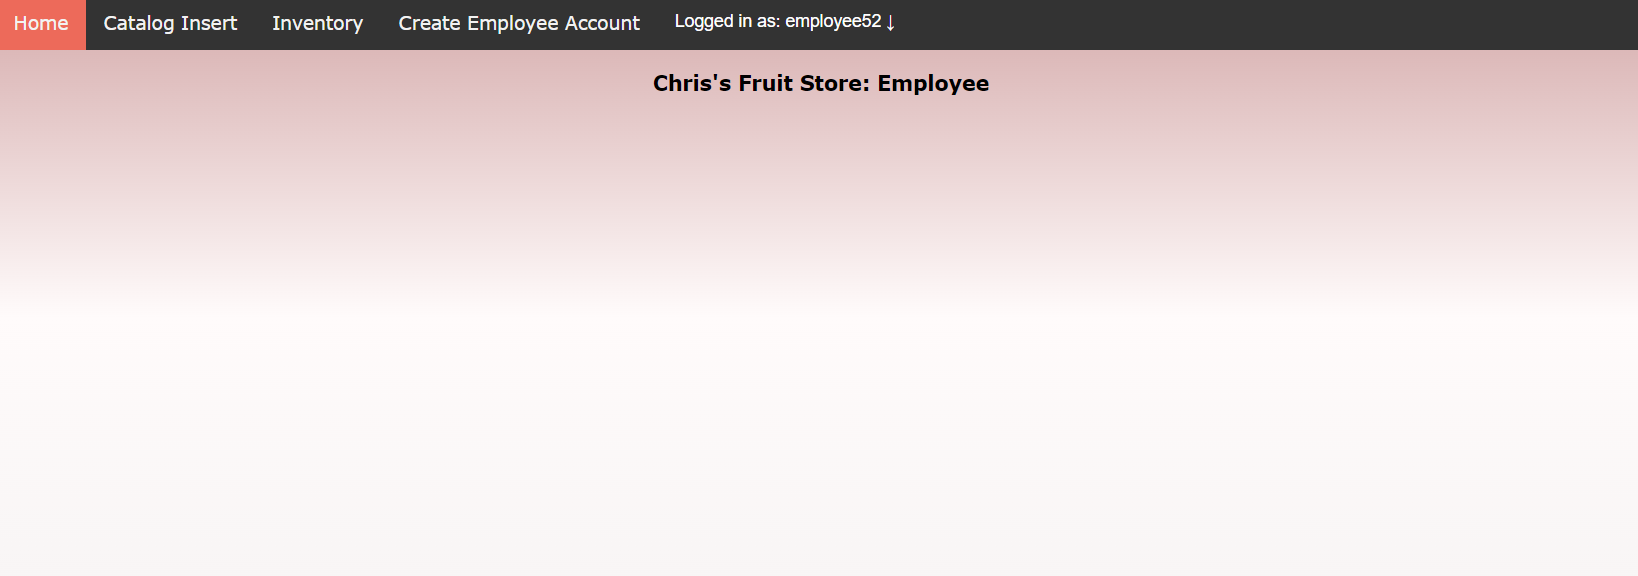 Home Catalog Insert Inventory Create Employee Account Logged in as: employee52 ↓
Chris's Fruit Store: Employee